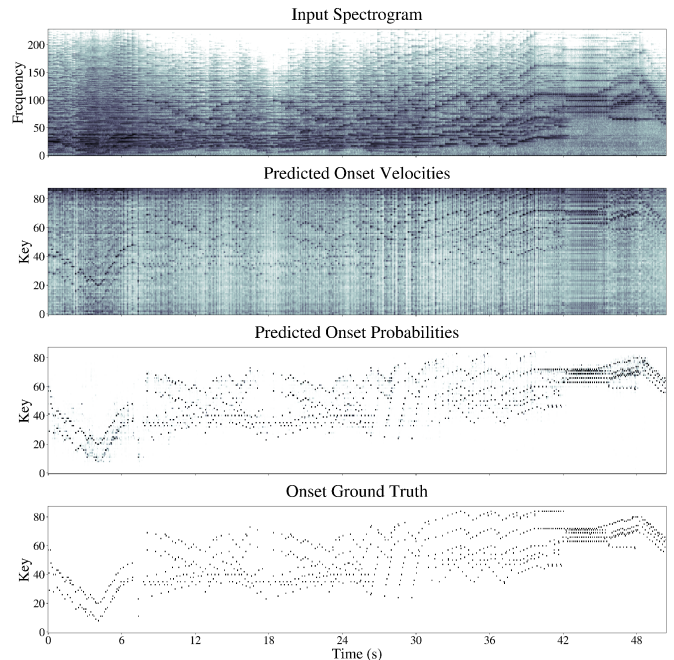 Input Spectrogram
Frequency
200
150
100
50
0
Predicted Onset Velocities
Key
80
60
40
20
0
Predicted Onset Probabilities
Key
80
60
40
20
0
Onset Ground Truth
Key
80
60
40
20
0
0 6 12 18 24 30 36 42 48
Time (s)